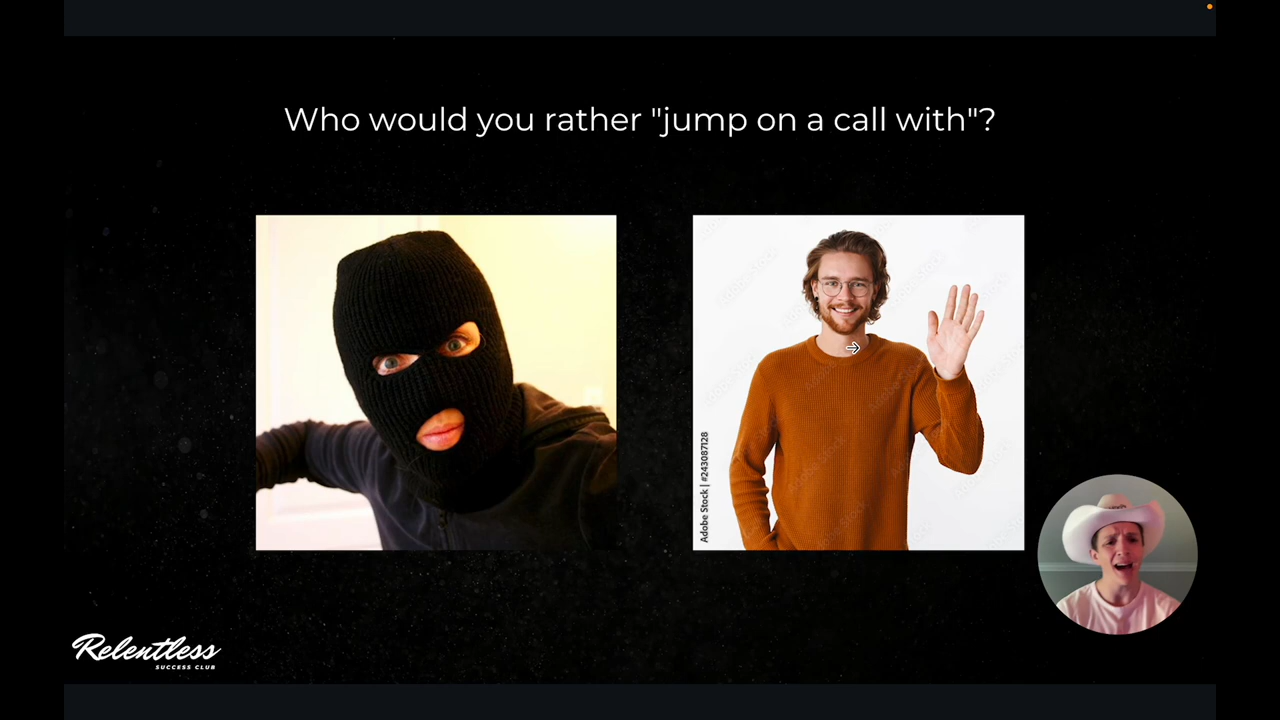 Who would you rather "jump on a call with"?
Adobe Stock | #243087128
Relentless
SUCCESS CLUB